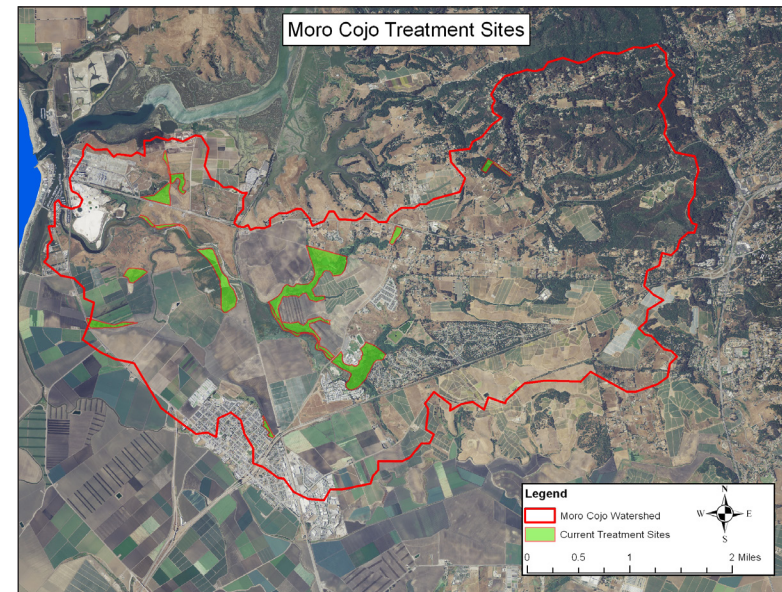 Moro Cojo Treatment Sites
Legend
Moro Cojo Watershed
Current Treatment Sites
N
W E
S
0 0.5 1 2 Miles